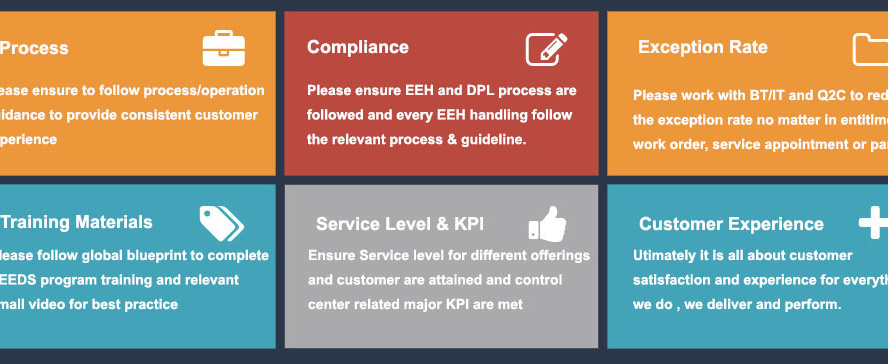 Process
ease ensure to follow process/operation
uidance to provide consistent customer
perience
Compliance
Please ensure EEH and DPL process are
followed and every EEH handling follow
the relevant process & guideline.
Exception Rate
Please work with BT/IT and Q2C to red
the exception rate no matter in entitlme
work order, service appointment or par
Training Materials
lease follow global blueprint to complete
EEDS program training and relevant
mall video for best practice
Service Level & KPI
Ensure Service level for different offerings
and customer are attained and control
center related major KPI are met
Customer Experience
Utimately it is all about customer
satisfaction and experience for everyth
we do , we deliver and perform.